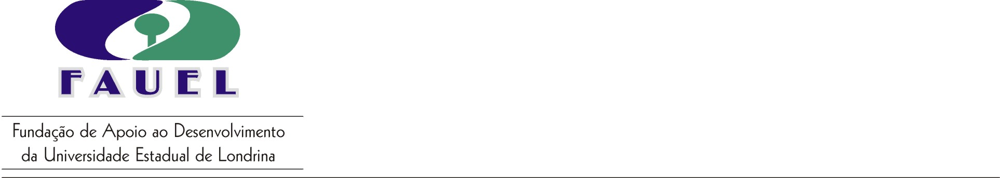 FAUEL
Fundação de Apoio ao Desenvolvimento
da Universidade Estadual de Londrina